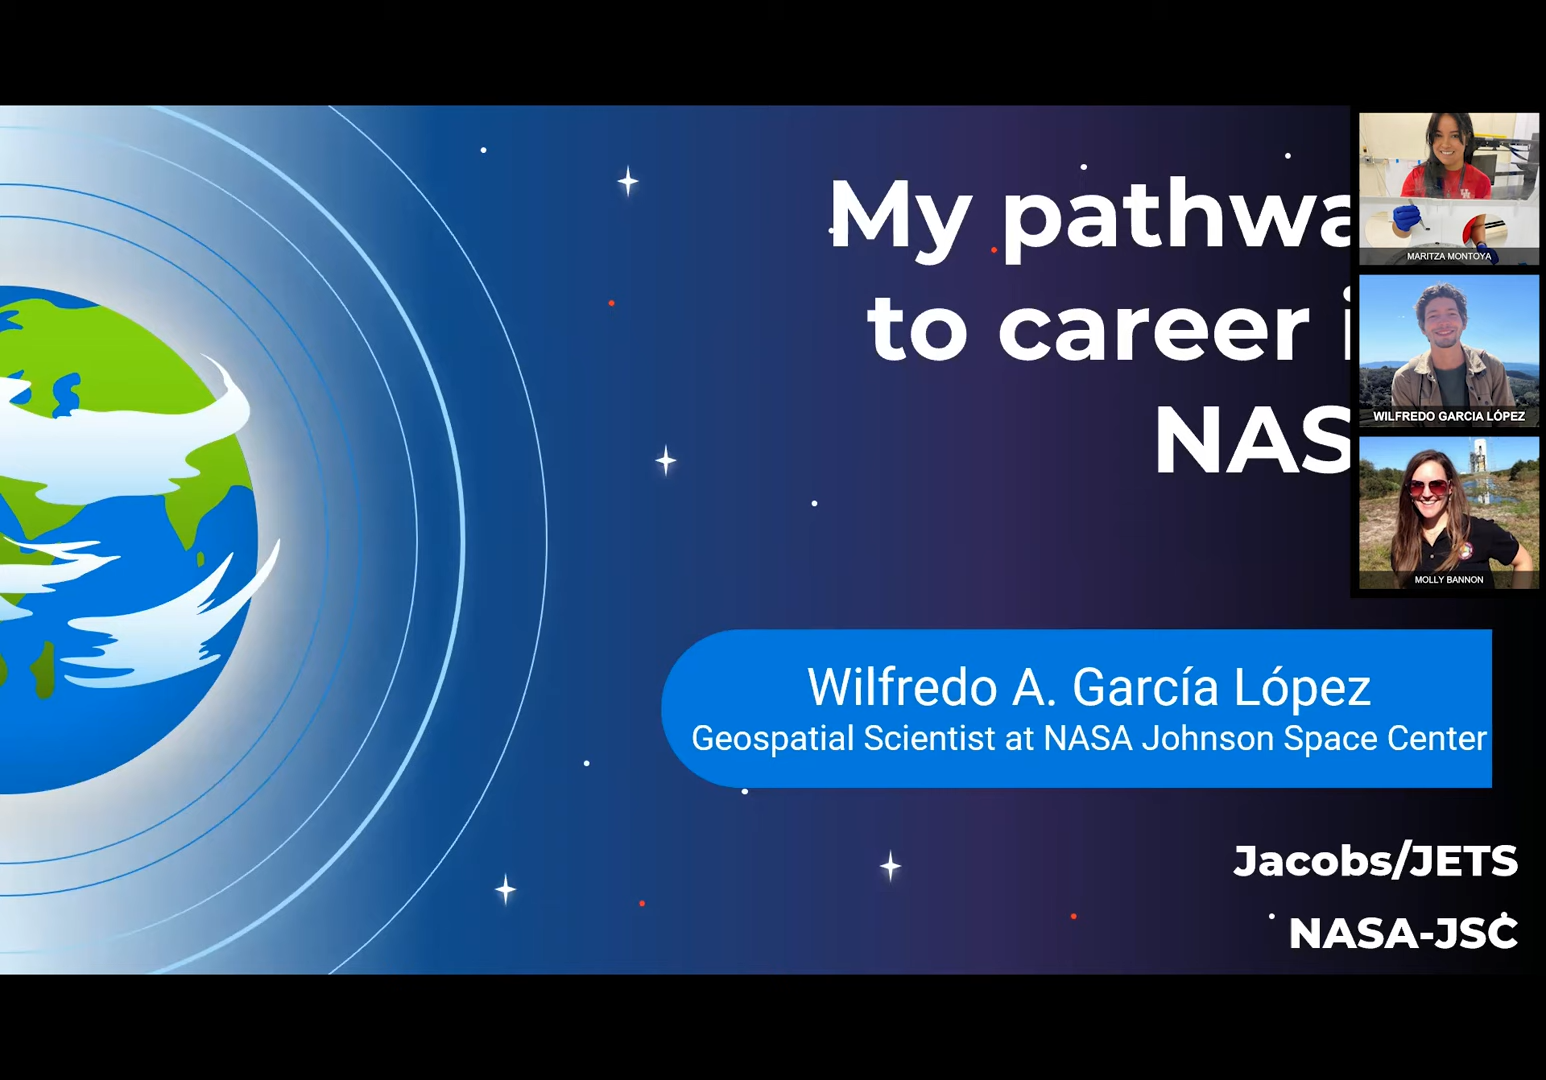 My pathwa
to career i
NAS
Wilfredo A. García López
Geospatial Scientist at NASA Johnson Space Center
Jacobs/JETS
NASA-JSC
MARITZA MONTOYA
WILFREDO GARCIA LÓPEZ
MOLLY BANNON